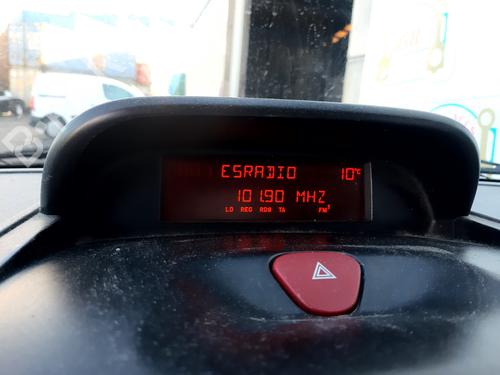 ESRADIO 10°C
101.90 MHZ
LO REG RDS TA FM